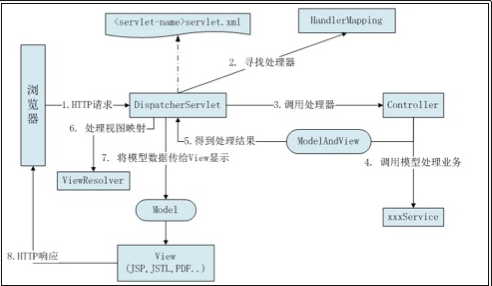 <servlet-name>servlet.xml
HandlerMapping
2. 寻找处理器
浏览器
1.HTTP请求
DispatcherServlet
3.调用处理器
Controller
6. 处理视图映射
5.得到处理结果
ModelAndView
7. 将模型数据传给View显示
4. 调用模型处理业务
ViewResolver
Model
xxxService
8.HTTP响应
View
(JSP,JSTL,PDF..)